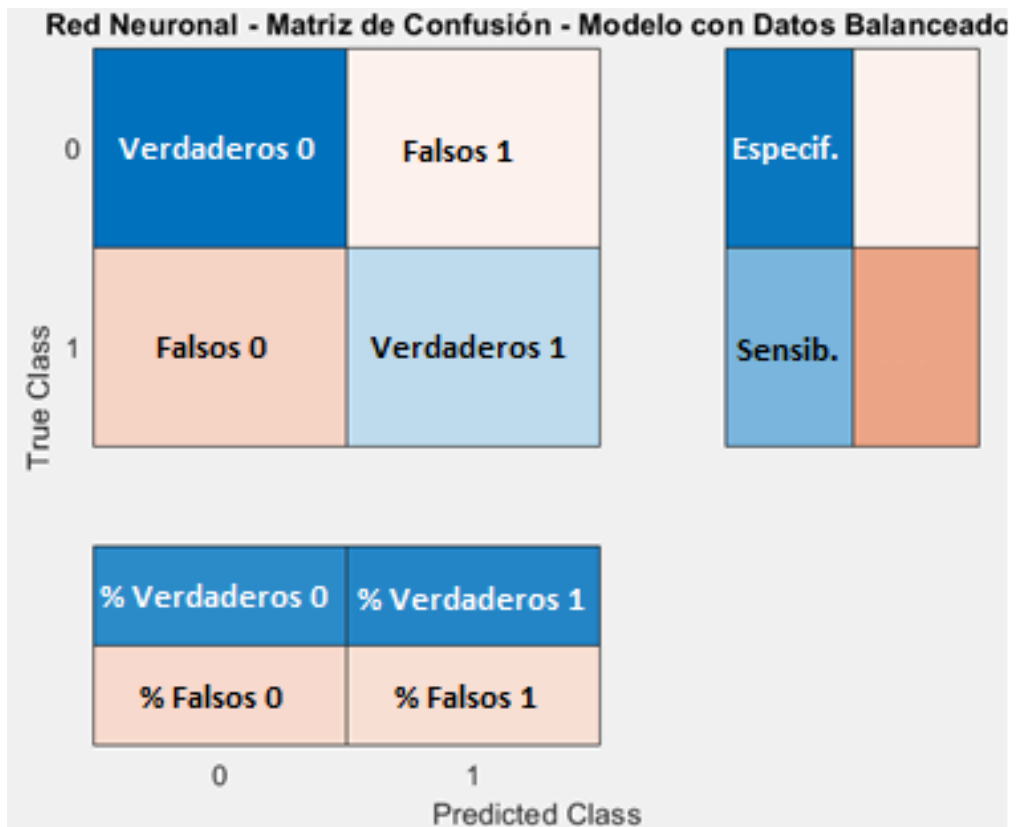 Red Neuronal - Matriz de Confusión - Modelo con Datos Balanceado
0
Verdaderos 0
Falsos 1
Especif.
True Class
1
Falsos 0
Verdaderos 1
Sensib.
% Verdaderos 0
% Verdaderos 1
% Falsos 0
% Falsos 1
0
1
Predicted Class